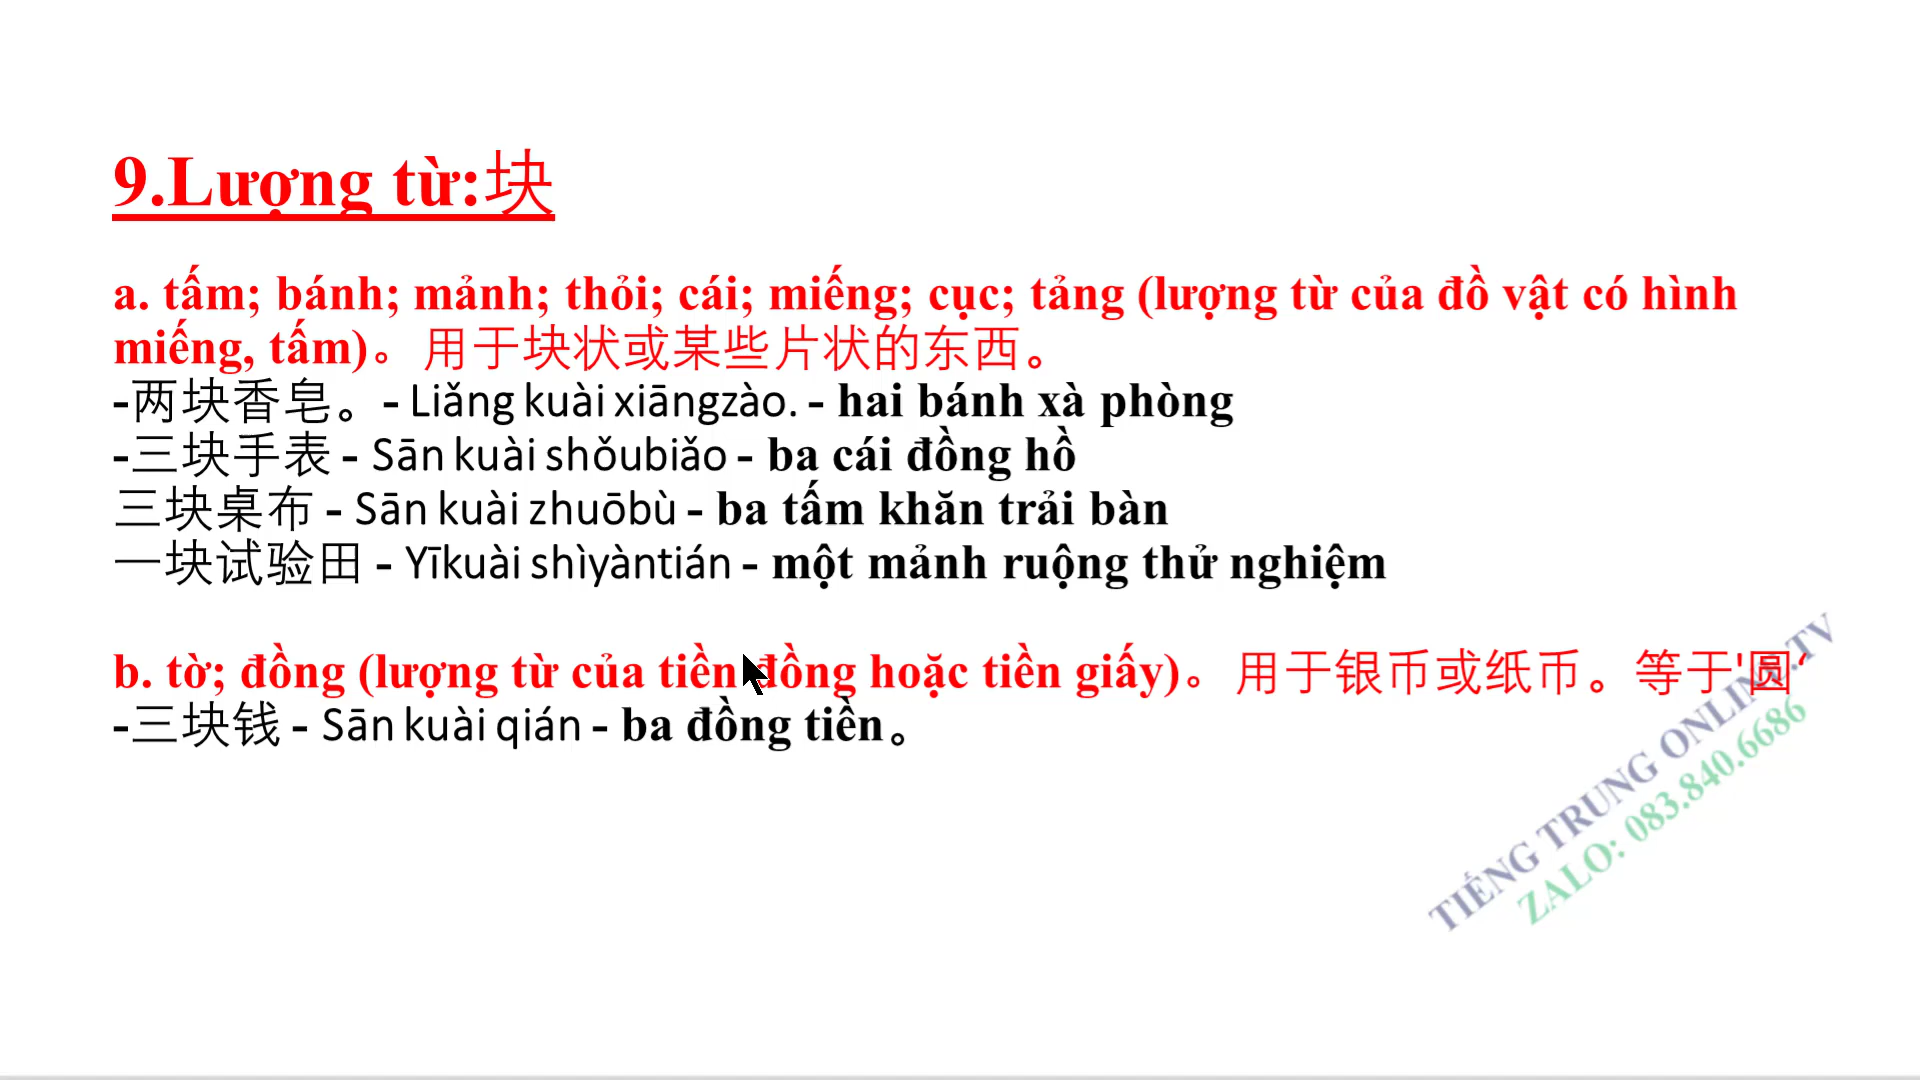 9.Lượng từ:块
a. tấm; bánh; mảnh; thỏi; cái; miếng; cục; tảng (lượng từ của đồ vật có hình
miếng, tấm)。用于块状或某些片状的东西。
-两块香皂。- Liǎng kuài xiāngzào. - hai bánh xà phòng
-三块手表 - Sān kuài shǒubiǎo - ba cái đồng hồ
三块桌布 - Sān kuài zhuōbù - ba tấm khăn trải bàn
一块试验田 - Yīkuài shìyàntián - một mảnh ruộng thử nghiệm
b. tờ; đồng (lượng từ của tiền đồng hoặc tiền giấy)。用于银币或纸币。等于'圆‘
-三块钱 - Sān kuài qián - ba đồng tiền。
TIẾNG TRUNG ONLINE.TV
ZALO: 083.840.6686